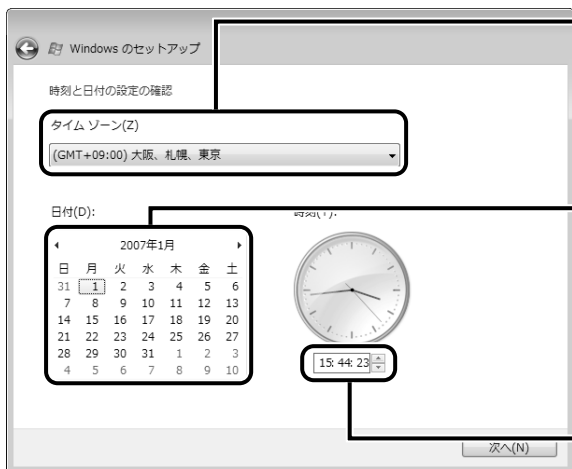 Windows のセットアップ
時刻と日付の設定の確認
タイム ゾーン(Z)
(GMT+09:00) 大阪、札幌、東京
日付(D):
時刻(T):
2007年1月
日 月 火 水 木 金 土
31 1 2 3 4 5 6
7 8 9 10 11 12 13
14 15 16 17 18 19 20
21 22 23 24 25 26 27
28 29 30 31 1 2 3
4 5 6 7 8 9 10
15: 44: 23
次へ(N)